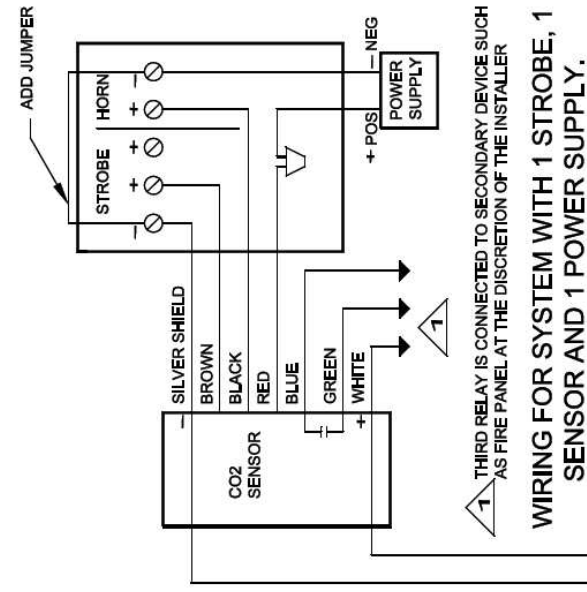 ADD JUMPER
STROBE
HORN
– + + + –
– NEG
+ POS
POWER
SUPPLY
– SILVER SHIELD
BROWN
BLACK
RED
BLUE
GREEN
+ WHITE
CO2
SENSOR
1
1
THIRD RELAY IS CONNECTED TO SECONDARY DEVICE SUCH
AS FIRE PANEL AT THE DISCRETION OF THE INSTALLER
WIRING FOR SYSTEM WITH 1 STROBE, 1
SENSOR AND 1 POWER SUPPLY.